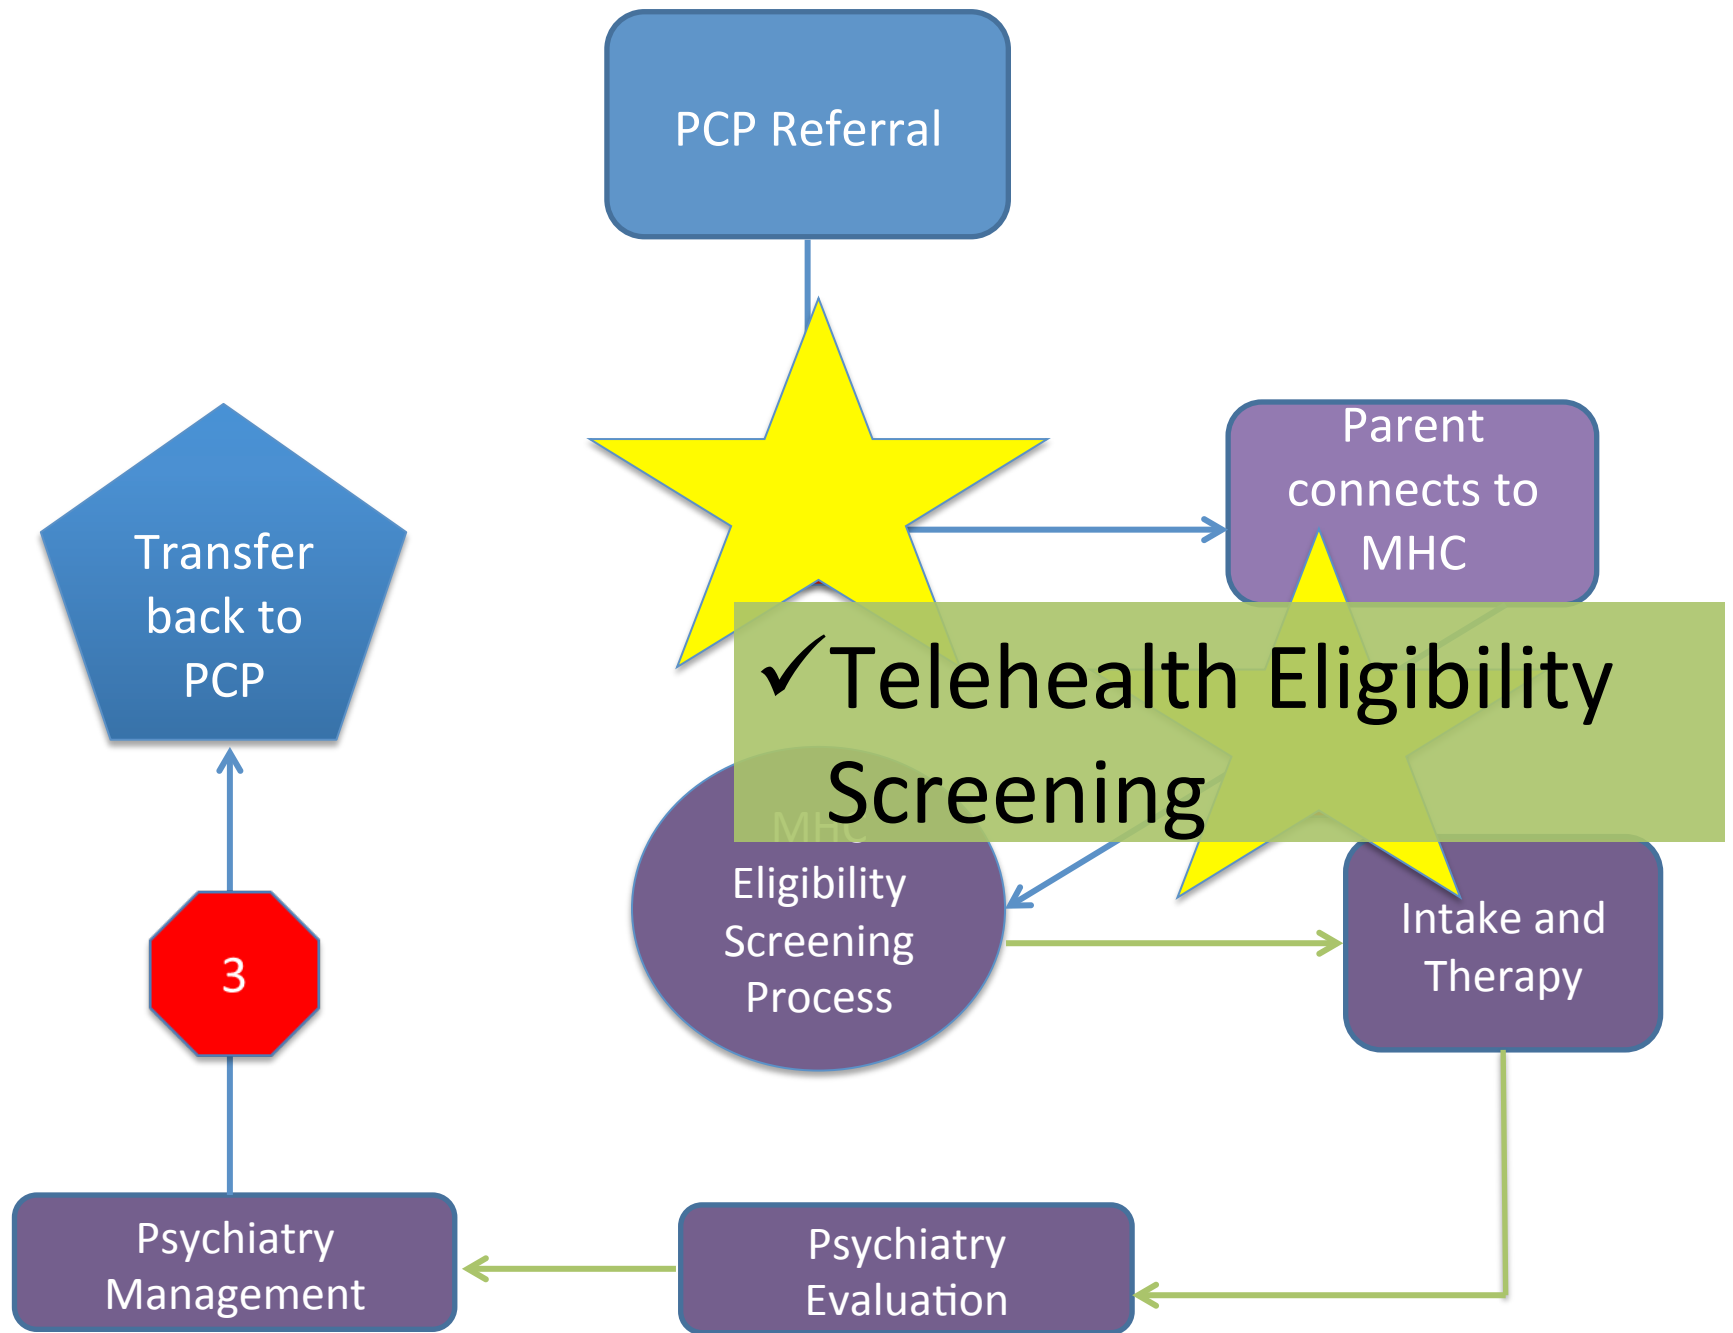 PCP Referral
Parent
connects to
MHC
Transfer
back to
PCP
✓Telehealth Eligibility
Screening
MHC
Eligibility
Screening
Process
Intake and
Therapy
3
Psychiatry
Management
Psychiatry
Evaluation